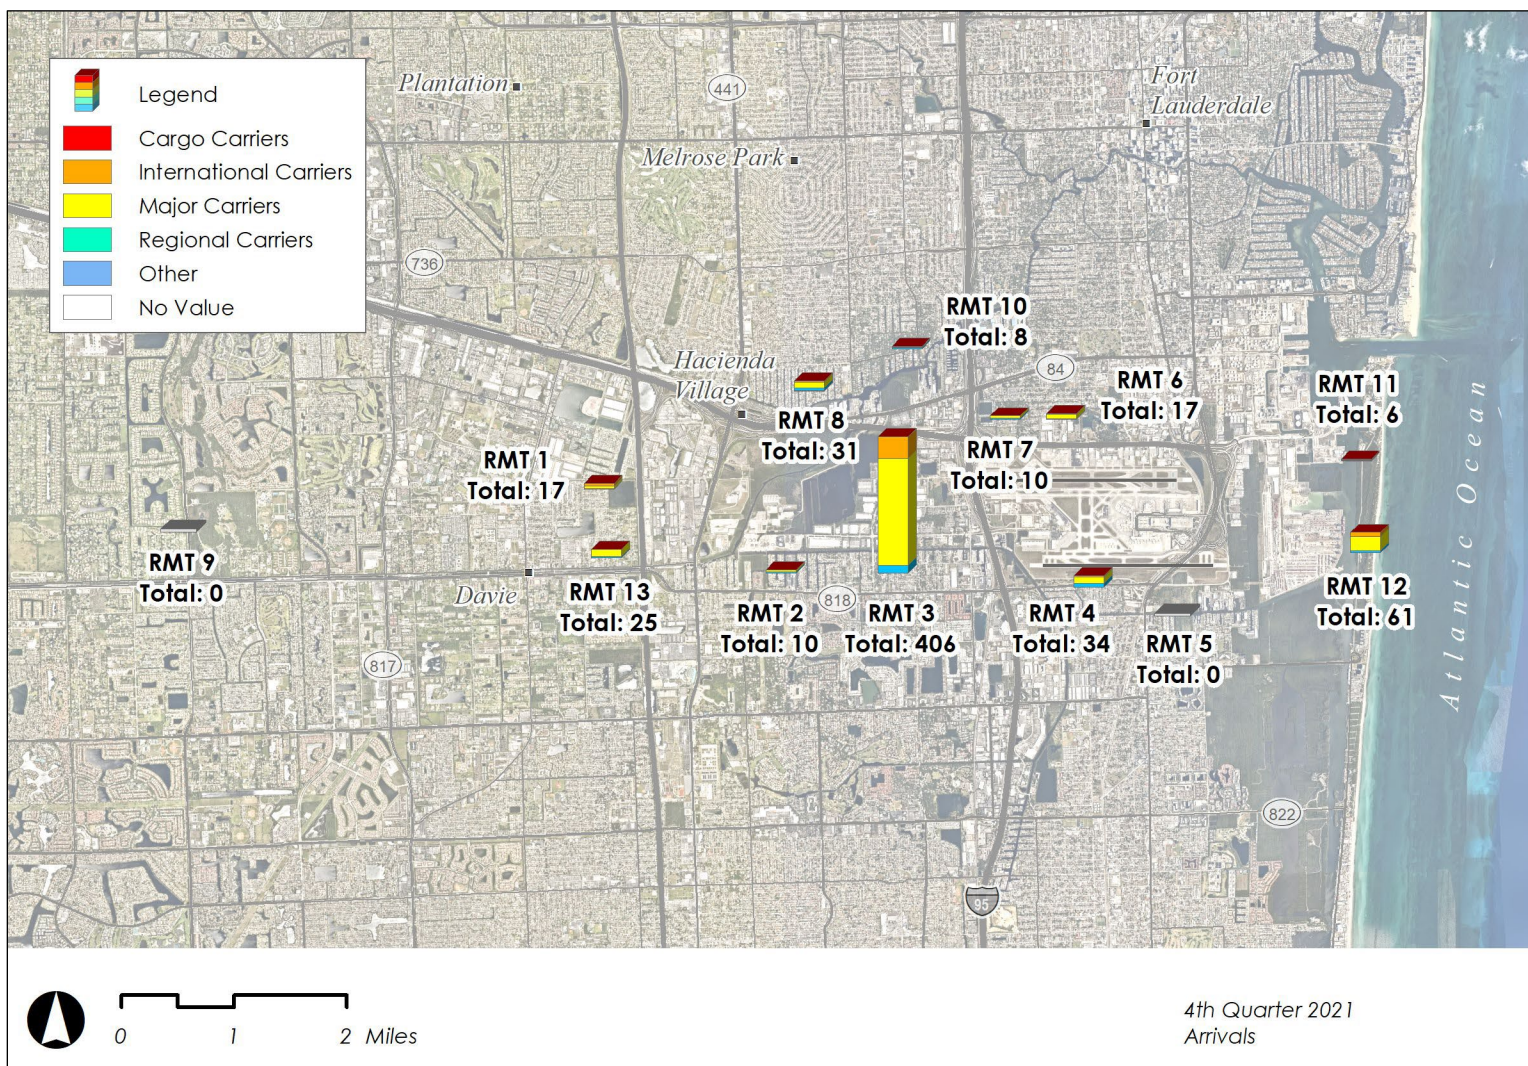 Legend
Cargo Carriers
International Carriers
Major Carriers
Regional Carriers
Other
No Value
Plantation
441
Fort
Lauderdale
Melrose Park
736
RMT 10
Total: 8
Hacienda
Village
84
RMT 6
Total: 17
RMT 11
Total: 6
RMT 8
Total: 31
RMT 7
Total: 10
RMT 1
Total: 17
RMT 9
Total: 0
Davie
RMT 13
Total: 25
RMT 2
Total: 10
818
RMT 3
Total: 406
RMT 4
Total: 34
RMT 5
Total: 0
RMT 12
Total: 61
Atlantic Ocean
817
822
95
0 1 2 Miles
4th Quarter 2021
Arrivals